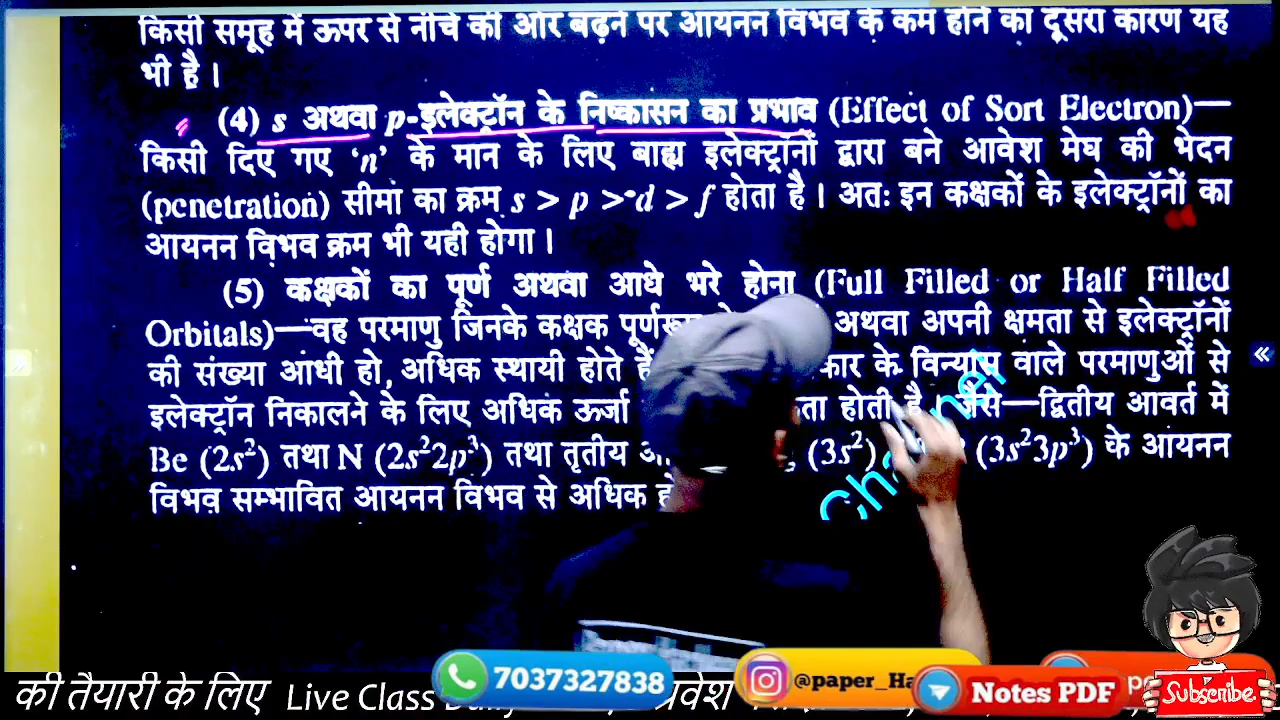 किसी समूह में ऊपर से नीचे की ओर बढ़ने पर आयनन विभव के कम होने का दूसरा कारण यह
भी है ।
(4) s अथवा p-इलेक्ट्रॉन के निष्कासन का प्रभाव (Effect of Sort Electron)—
किसी दिए गए ‘n’ के मान के लिए बाह्य इलेक्ट्रॉनों द्वारा बने आवेश मेघ की भेदन
(penetration) सीमा का क्रम s > p > d > f होता है । अत: इन कक्षकों के इलेक्ट्रॉनों का
आयनन विभव क्रम भी यही होगा ।
(5) कक्षकों का पूर्ण अथवा आधे भरे होना (Full Filled or Half Filled
Orbitals)—वह परमाणु जिनके कक्षक अथवा अपनी क्षमता से इलेक्ट्रॉनों
की संख्या आधी हो, अधिक स्थायी होते के विन्यास वाले परमाणुओं से
इलेक्ट्रॉन निकालने के लिए अधिक ऊर्जा होती है । जैसे—द्वितीय आवर्त में
Be (2s²) तथा N (2s²2p³) तथा तृतीय (3s²) (3s²3p³) के आयनन
विभव सम्भावित आयनन विभव से अधिक
की तैयारी के लिए Live Class
7037327838
Notes PDF
Subscribe